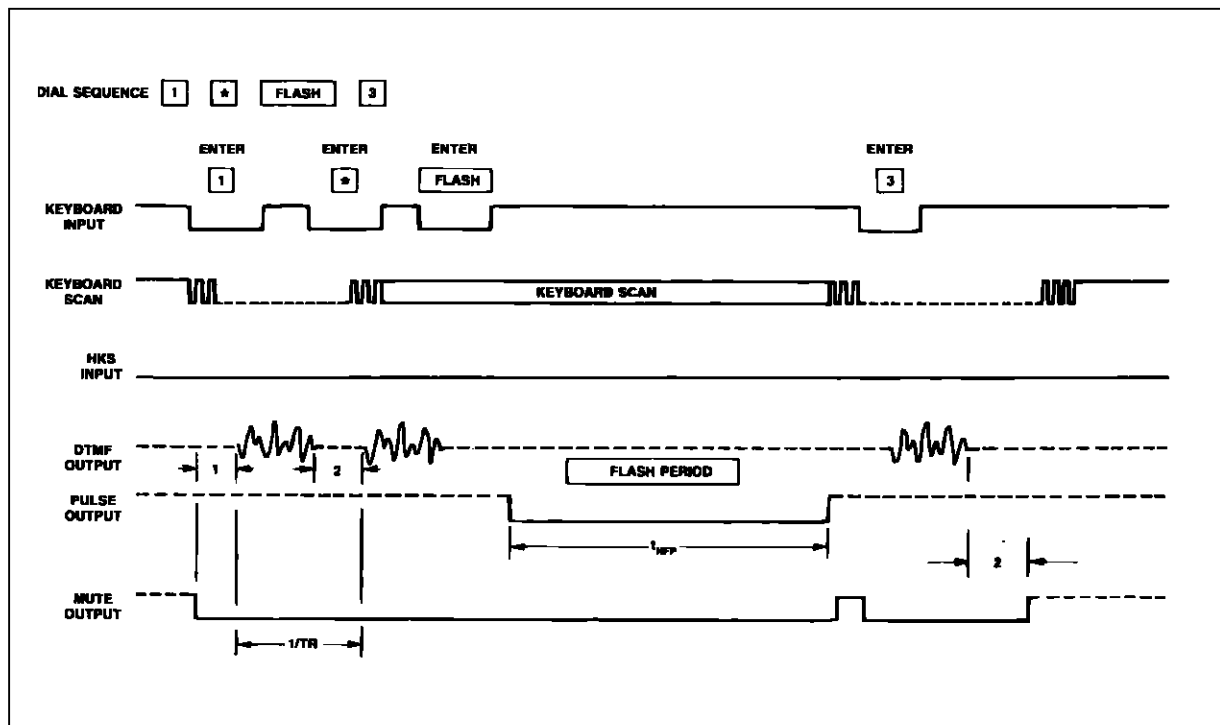 DIAL SEQUENCE 1 * FLASH 3
ENTER ENTER ENTER ENTER
1 * FLASH 3
KEYBOARD INPUT
KEYBOARD SCAN
KEYBOARD SCAN
HKS INPUT
DTMF OUTPUT
1 2
FLASH PERIOD
PULSE OUTPUT
tHFP
2
MUTE OUTPUT
1/TR